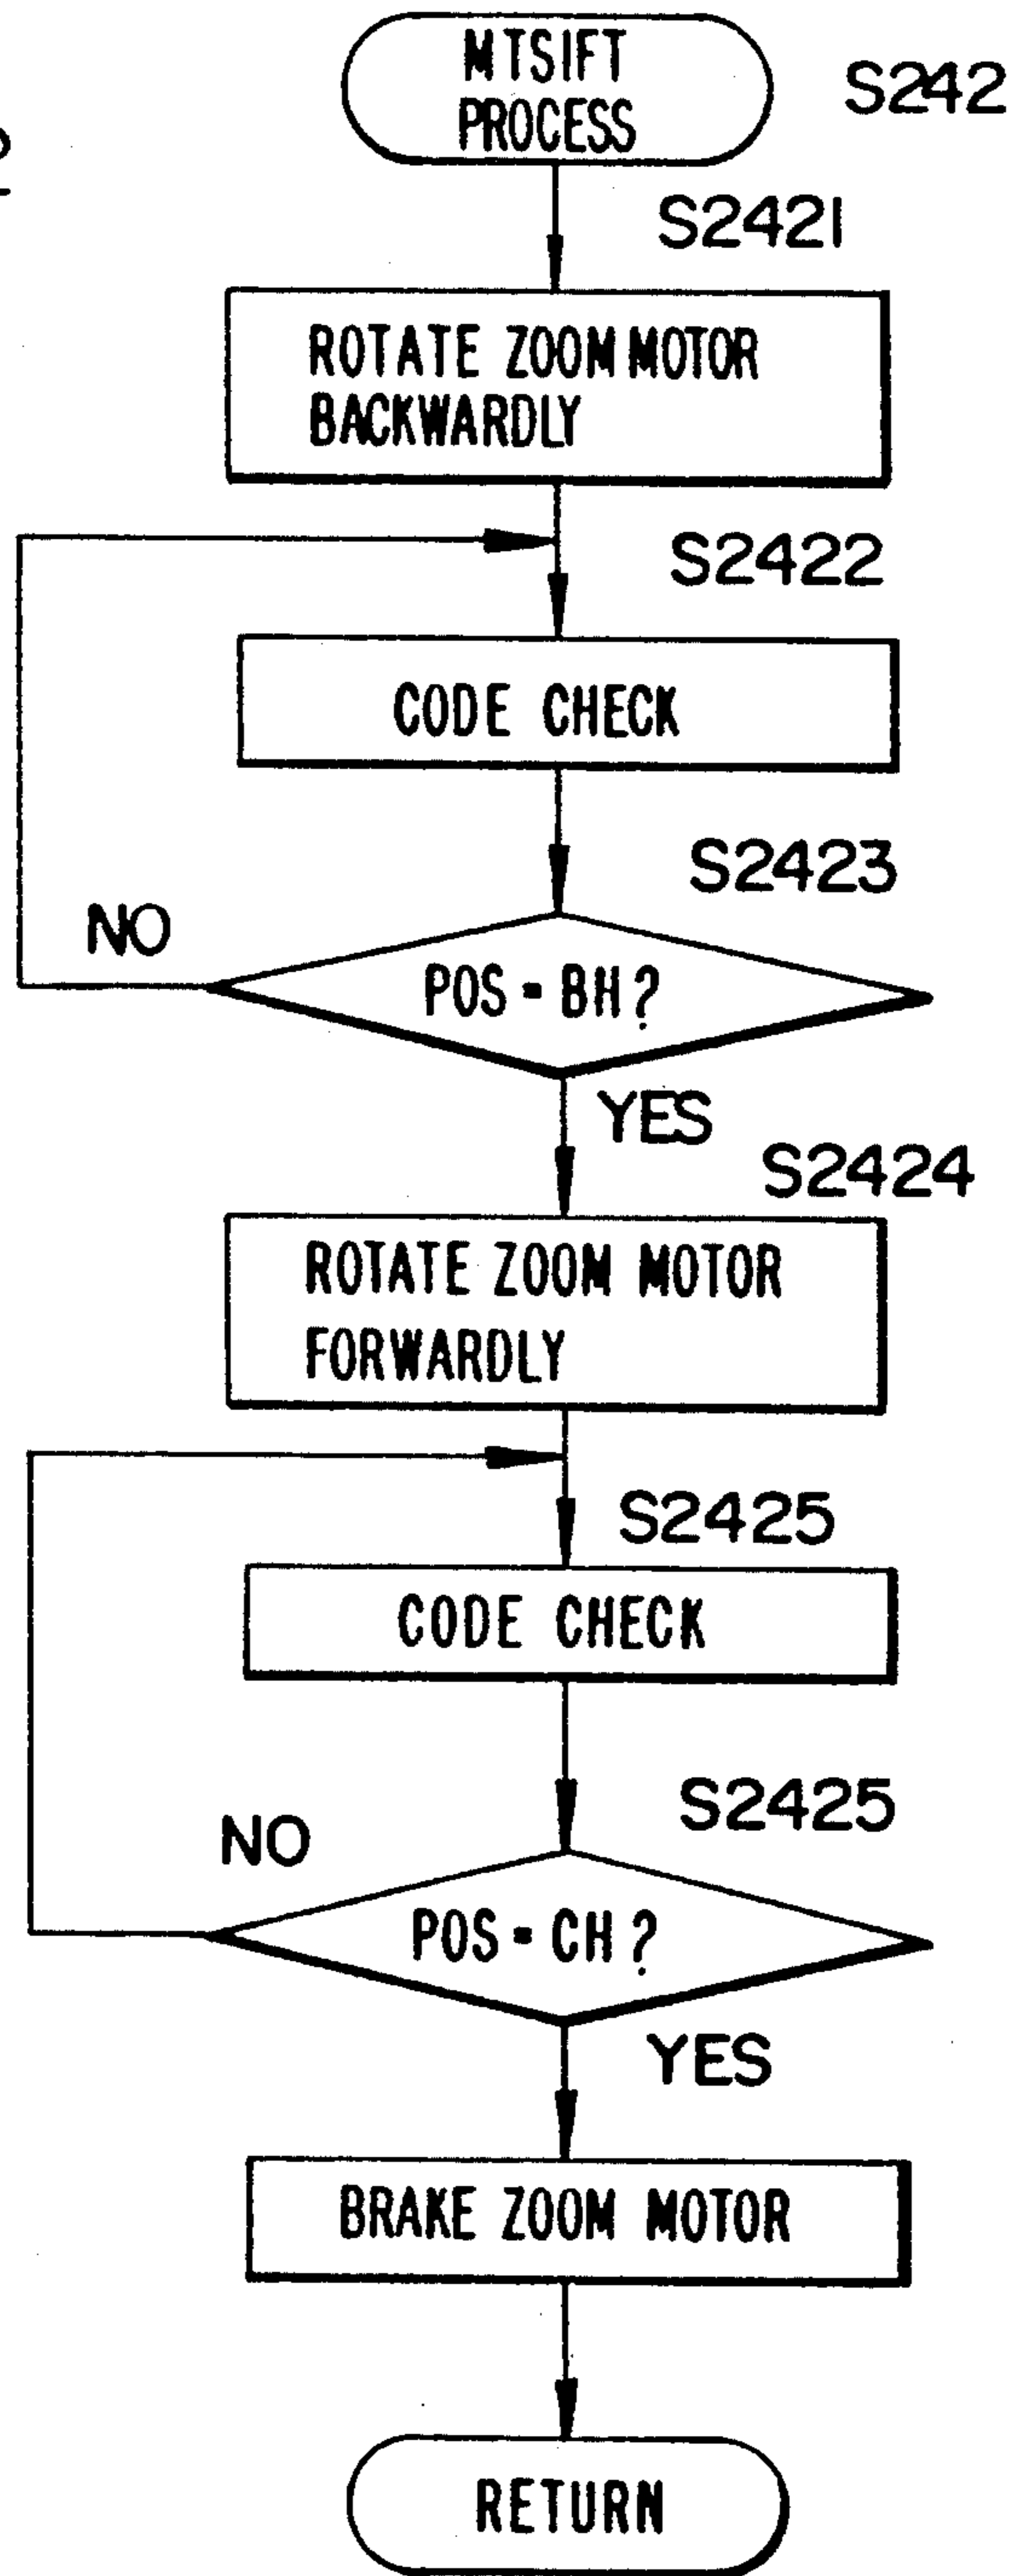 MTSIFT
PROCESS
S242
S2421
ROTATE ZOOM MOTOR
BACKWARDLY
S2422
CODE CHECK
S2423
NO
POS = BH?
YES
S2424
ROTATE ZOOM MOTOR
FORWARDLY
S2425
CODE CHECK
S2425
NO
POS = CH?
YES
BRAKE ZOOM MOTOR
RETURN